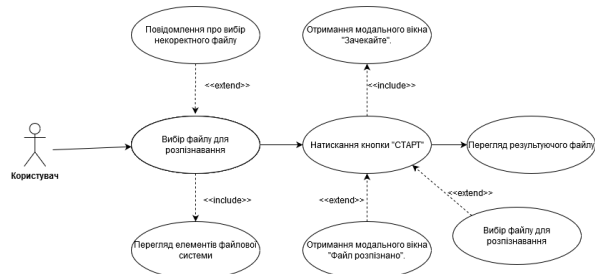 Повідомлення про вибір
некоректного файлу
Отримання модального вікна
"Зачекайте".
<<extend>>
<<include>>
Користувач
Вибір файлу для
розпізнавання
Натискання кнопки "СТАРТ"
Перегляд результуючого файлу
<<include>>
<<extend>>
<<extend>>
Перегляд елементів файлової
системи
Отримання модального вікна
"Файл розпізнано".
Вибір файлу для
розпізнавання